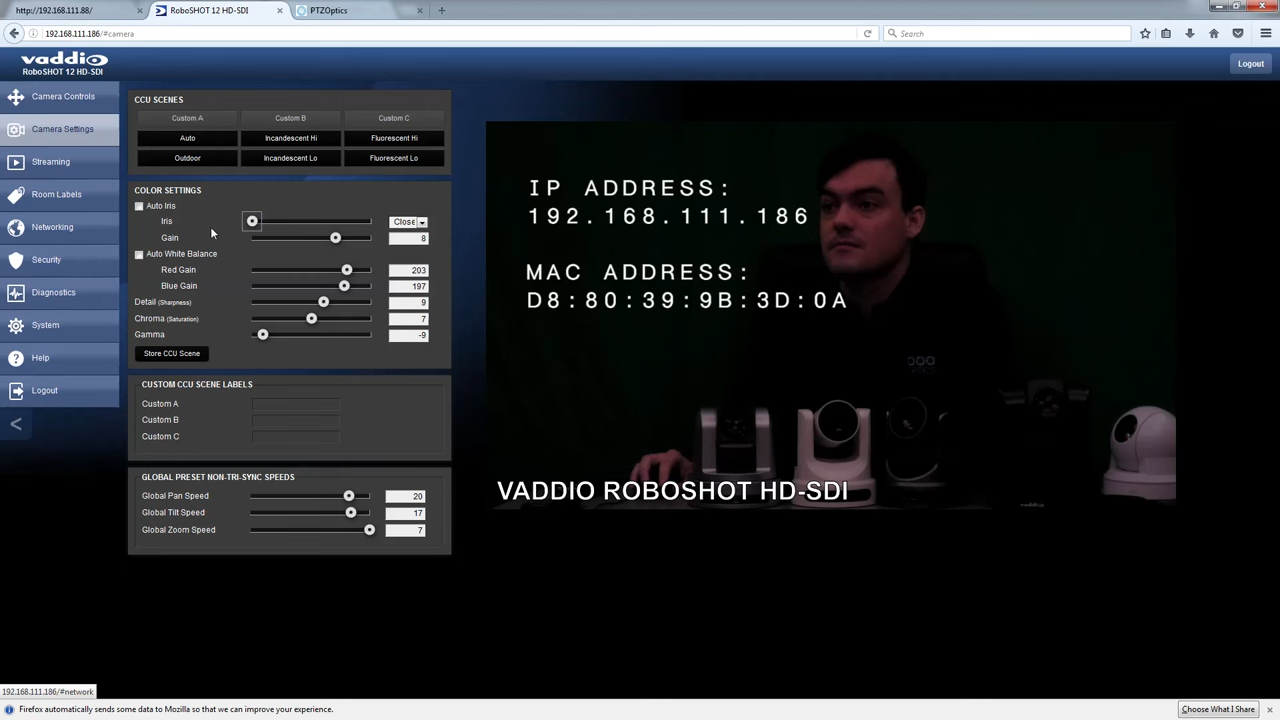 http://192.168.111.88/ × RoboSHOT 12 HD-SDI × PTZOptics × +
192.168.111.186/#camera Search
vaddio
RoboSHOT 12 HD-SDI
Logout
Camera Controls
Camera Settings
Streaming
Room Labels
Networking
Security
Diagnostics
System
Help
Logout
<
CCU SCENES
Custom A Custom B Custom C
Auto Incandescent Hi Fluorescent Hi
Outdoor Incandescent Lo Fluorescent Lo
COLOR SETTINGS
Auto Iris
Iris Close
Gain 8
Auto White Balance
Red Gain 203
Blue Gain 197
Detail (Sharpness) 9
Chroma (Saturation) 7
Gamma -9
Store CCU Scene
CUSTOM CCU SCENE LABELS
Custom A
Custom B
Custom C
GLOBAL PRESET NON-TRI-SYNC SPEEDS
Global Pan Speed 20
Global Tilt Speed 17
Global Zoom Speed 7
IP ADDRESS:
192.168.111.186
MAC ADDRESS:
D8:80:39:9B:3D:0A
VADDIO ROBOSHOT HD-SDI
192.168.111.186/#network
Firefox automatically sends some data to Mozilla so that we can improve your experience. Choose What I Share ×